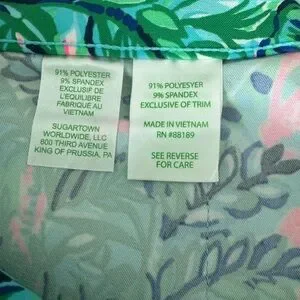 91% POLYESTER
9% SPANDEX
EXCLUSIF DE
L'EQUILIBRE
FABRIQUÉ AU
VIETNAM
SUGARTOWN
WORLDWIDE, LLC
800 THIRD AVENUE
KING OF PRUSSIA, PA
91% POLYESYER
9% SPANDEX
EXCLUSIVE OF TRIM
MADE IN VIETNAM
RN #88189
SEE REVERSE
FOR CARE